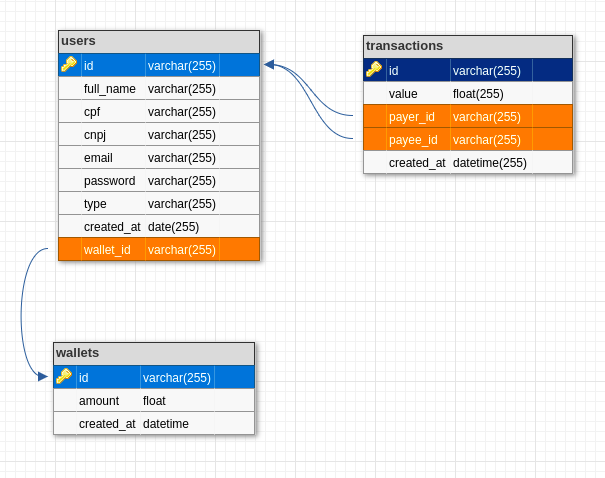 users
id varchar(255)
full_name varchar(255)
cpf varchar(255)
cnpj varchar(255)
email varchar(255)
password varchar(255)
type varchar(255)
created_at date(255)
wallet_id varchar(255)
transactions
id varchar(255)
value float(255)
payer_id varchar(255)
payee_id varchar(255)
created_at datetime(255)
wallets
id varchar(255)
amount float
created_at datetime